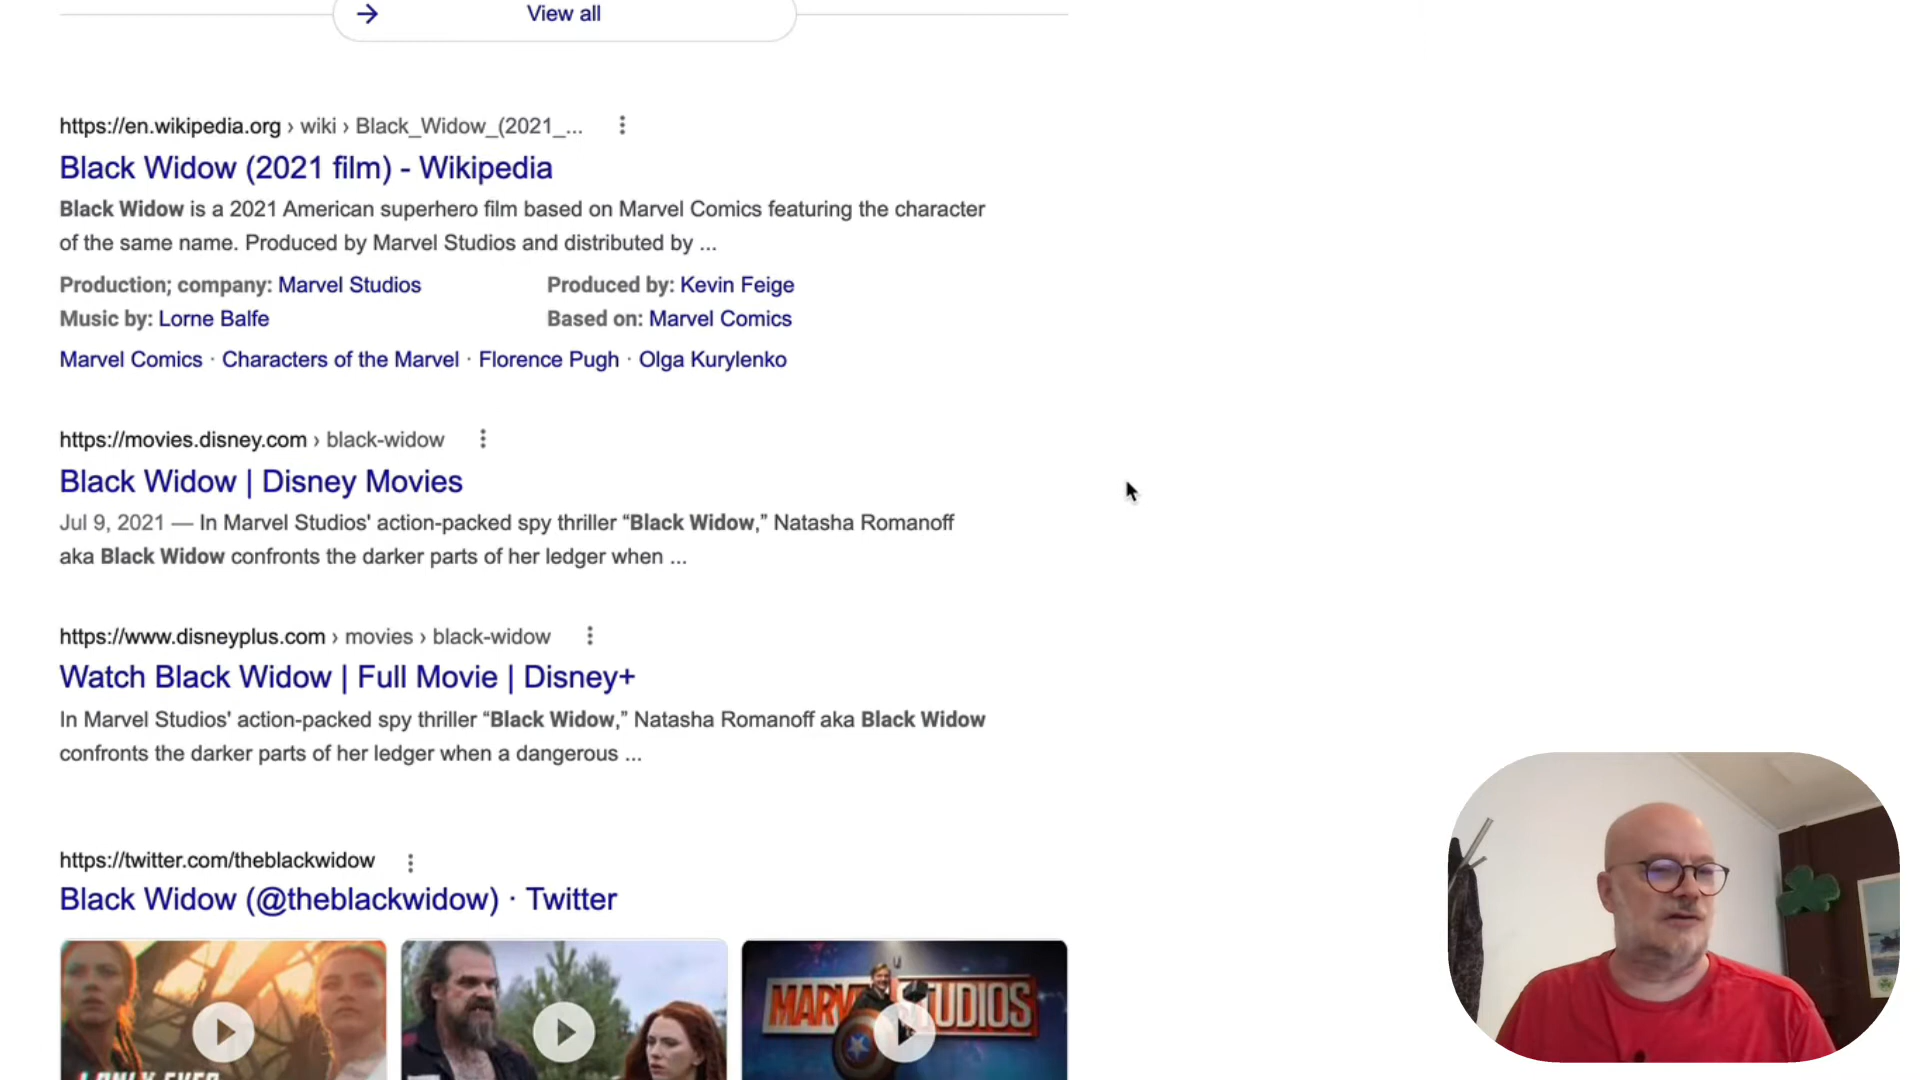 View all
https://en.wikipedia.org › wiki › Black_Widow_(2021_...
Black Widow (2021 film) - Wikipedia
Black Widow is a 2021 American superhero film based on Marvel Comics featuring the character
of the same name. Produced by Marvel Studios and distributed by ...
Production; company: Marvel Studios Produced by: Kevin Feige
Music by: Lorne Balfe Based on: Marvel Comics
Marvel Comics · Characters of the Marvel · Florence Pugh · Olga Kurylenko
https://movies.disney.com › black-widow
Black Widow | Disney Movies
Jul 9, 2021 — In Marvel Studios' action-packed spy thriller “Black Widow,” Natasha Romanoff
aka Black Widow confronts the darker parts of her ledger when ...
https://www.disneyplus.com › movies › black-widow
Watch Black Widow | Full Movie | Disney+
In Marvel Studios' action-packed spy thriller “Black Widow,” Natasha Romanoff aka Black Widow
confronts the darker parts of her ledger when a dangerous ...
https://twitter.com/theblackwidow
Black Widow (@theblackwidow) · Twitter